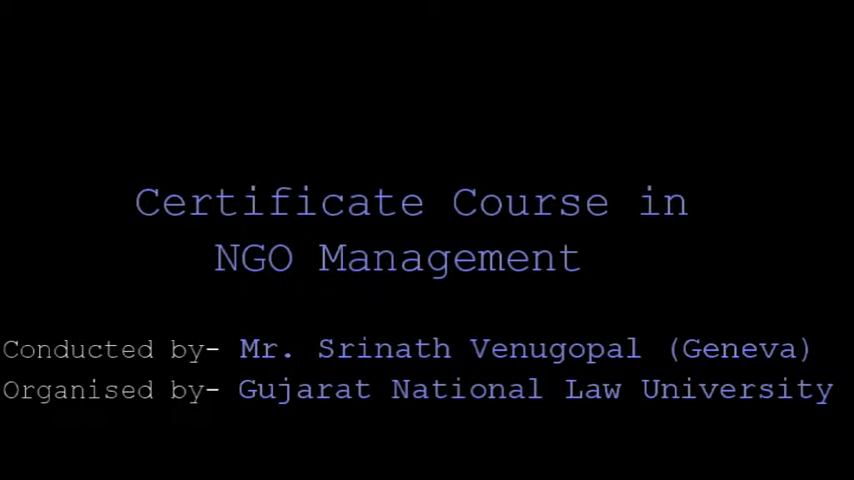 Certificate Course in
NGO Management
Conducted by- Mr. Srinath Venugopal (Geneva)
Organised by- Gujarat National Law University